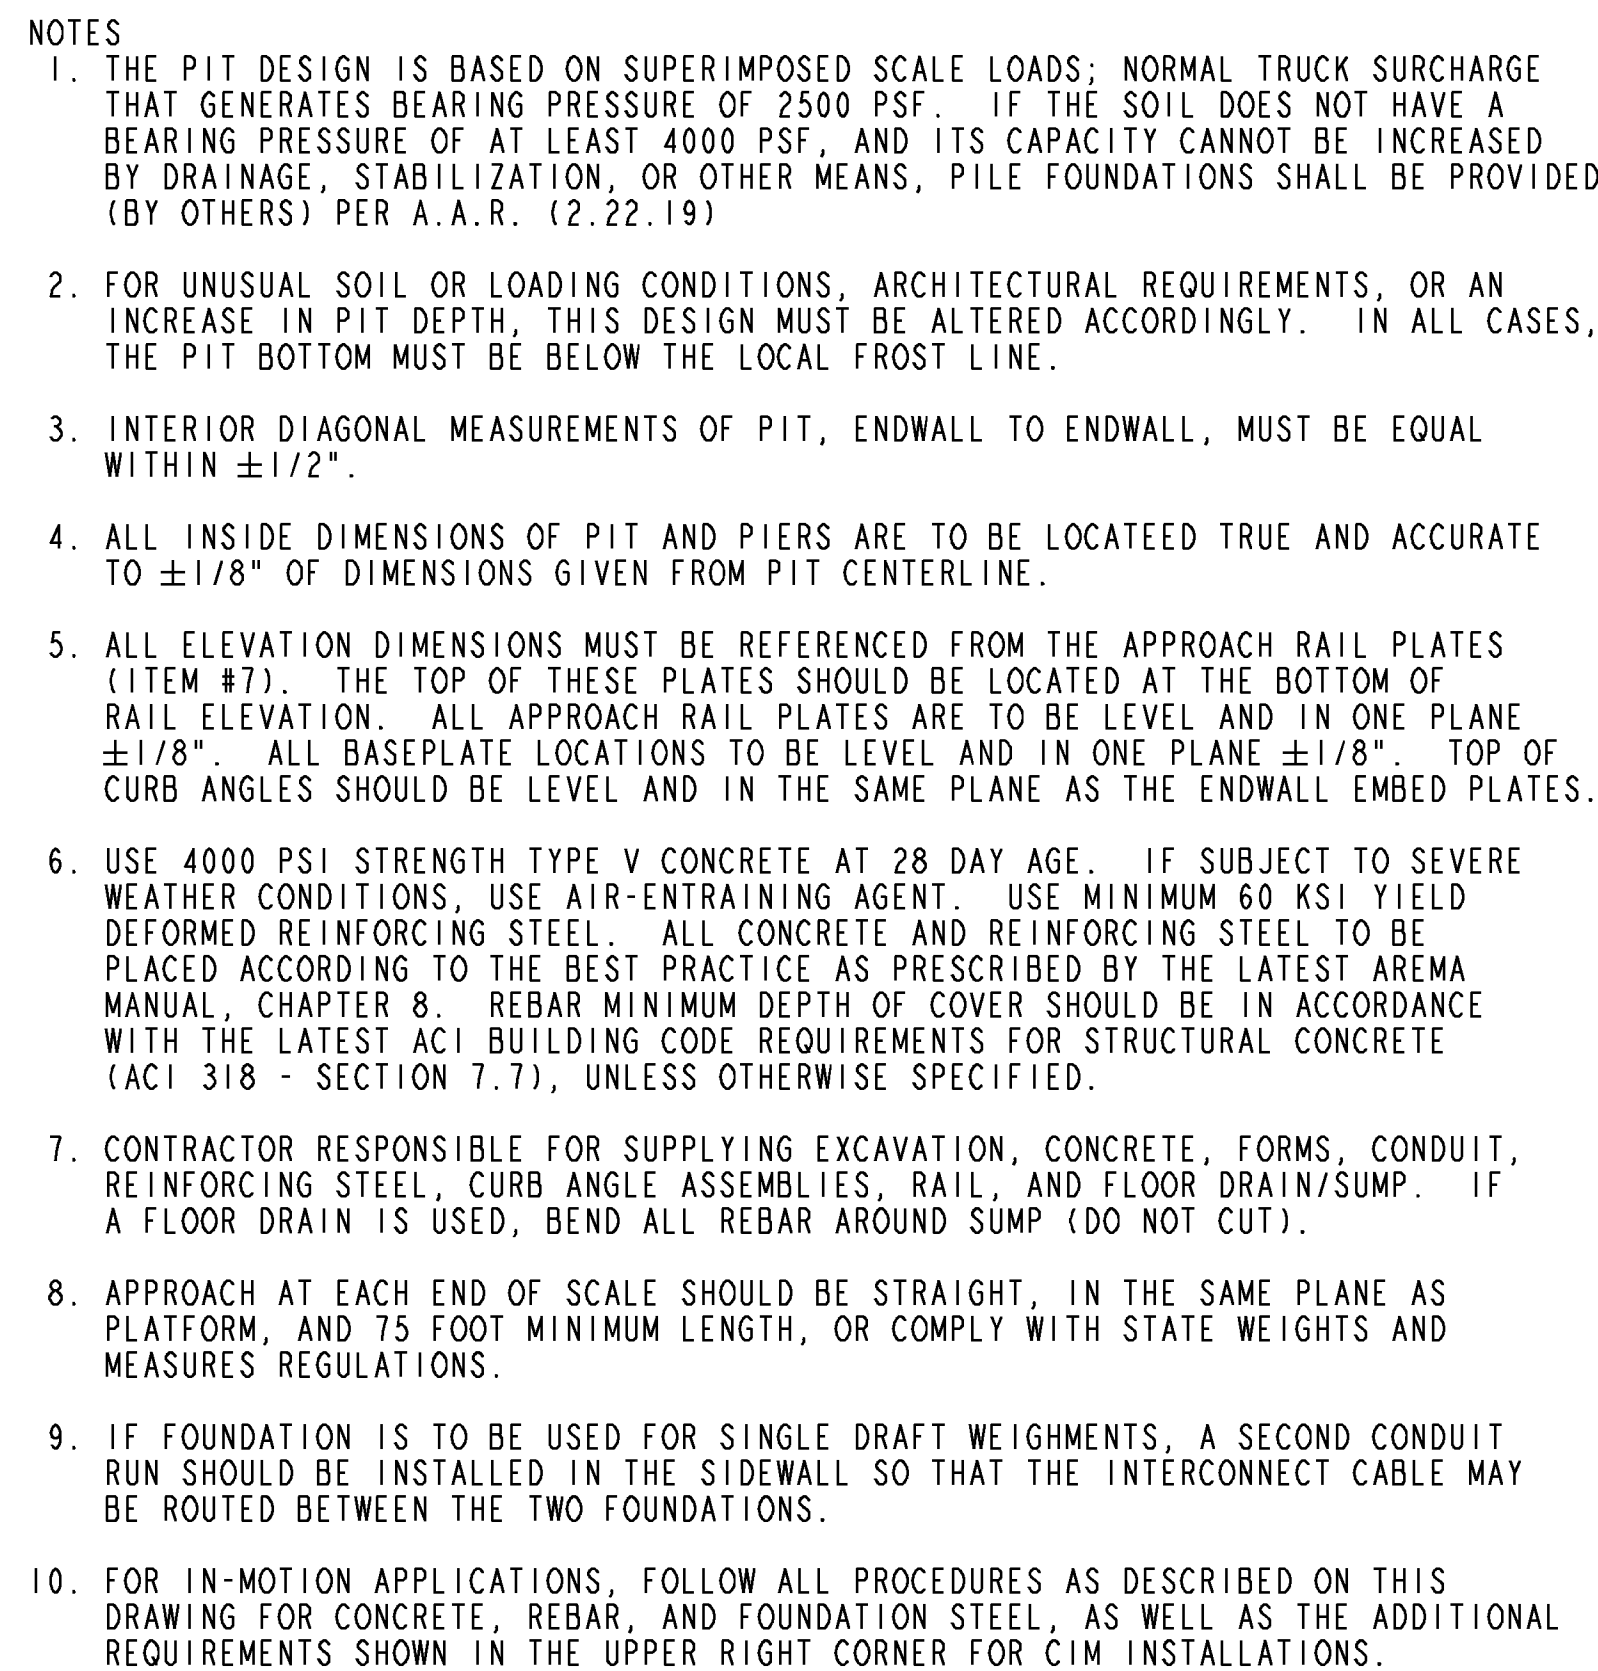 NOTES
1. THE PIT DESIGN IS BASED ON SUPERIMPOSED SCALE LOADS; NORMAL TRUCK SURCHARGE
THAT GENERATES BEARING PRESSURE OF 2500 PSF. IF THE SOIL DOES NOT HAVE A
BEARING PRESSURE OF AT LEAST 4000 PSF, AND ITS CAPACITY CANNOT BE INCREASED
BY DRAINAGE, STABILIZATION, OR OTHER MEANS, PILE FOUNDATIONS SHALL BE PROVIDED
(BY OTHERS) PER A.A.R. (2.22.19)
2. FOR UNUSUAL SOIL OR LOADING CONDITIONS, ARCHITECTURAL REQUIREMENTS, OR AN
INCREASE IN PIT DEPTH, THIS DESIGN MUST BE ALTERED ACCORDINGLY. IN ALL CASES,
THE PIT BOTTOM MUST BE BELOW THE LOCAL FROST LINE.
3. INTERIOR DIAGONAL MEASUREMENTS OF PIT, ENDWALL TO ENDWALL, MUST BE EQUAL
WITHIN ±1/2".
4. ALL INSIDE DIMENSIONS OF PIT AND PIERS ARE TO BE LOCATEED TRUE AND ACCURATE
TO ±1/8" OF DIMENSIONS GIVEN FROM PIT CENTERLINE.
5. ALL ELEVATION DIMENSIONS MUST BE REFERENCED FROM THE APPROACH RAIL PLATES
(ITEM #7). THE TOP OF THESE PLATES SHOULD BE LOCATED AT THE BOTTOM OF
RAIL ELEVATION. ALL APPROACH RAIL PLATES ARE TO BE LEVEL AND IN ONE PLANE
±1/8". ALL BASEPLATE LOCATIONS TO BE LEVEL AND IN ONE PLANE ±1/8". TOP OF
CURB ANGLES SHOULD BE LEVEL AND IN THE SAME PLANE AS THE ENDWALL EMBED PLATES.
6. USE 4000 PSI STRENGTH TYPE V CONCRETE AT 28 DAY AGE. IF SUBJECT TO SEVERE
WEATHER CONDITIONS, USE AIR-ENTRAINING AGENT. USE MINIMUM 60 KSI YIELD
DEFORMED REINFORCING STEEL. ALL CONCRETE AND REINFORCING STEEL TO BE
PLACED ACCORDING TO THE BEST PRACTICE AS PRESCRIBED BY THE LATEST AREMA
MANUAL, CHAPTER 8. REBAR MINIMUM DEPTH OF COVER SHOULD BE IN ACCORDANCE
WITH THE LATEST ACI BUILDING CODE REQUIREMENTS FOR STRUCTURAL CONCRETE
(ACI 318 - SECTION 7.7), UNLESS OTHERWISE SPECIFIED.
7. CONTRACTOR RESPONSIBLE FOR SUPPLYING EXCAVATION, CONCRETE, FORMS, CONDUIT,
REINFORCING STEEL, CURB ANGLE ASSEMBLIES, RAIL, AND FLOOR DRAIN/SUMP. IF
A FLOOR DRAIN IS USED, BEND ALL REBAR AROUND SUMP (DO NOT CUT).
8. APPROACH AT EACH END OF SCALE SHOULD BE STRAIGHT, IN THE SAME PLANE AS
PLATFORM, AND 75 FOOT MINIMUM LENGTH, OR COMPLY WITH STATE WEIGHTS AND
MEASURES REGULATIONS.
9. IF FOUNDATION IS TO BE USED FOR SINGLE DRAFT WEIGHMENTS, A SECOND CONDUIT
RUN SHOULD BE INSTALLED IN THE SIDEWALL SO THAT THE INTERCONNECT CABLE MAY
BE ROUTED BETWEEN THE TWO FOUNDATIONS.
10. FOR IN-MOTION APPLICATIONS, FOLLOW ALL PROCEDURES AS DESCRIBED ON THIS
DRAWING FOR CONCRETE, REBAR, AND FOUNDATION STEEL, AS WELL AS THE ADDITIONAL
REQUIREMENTS SHOWN IN THE UPPER RIGHT CORNER FOR CIM INSTALLATIONS.